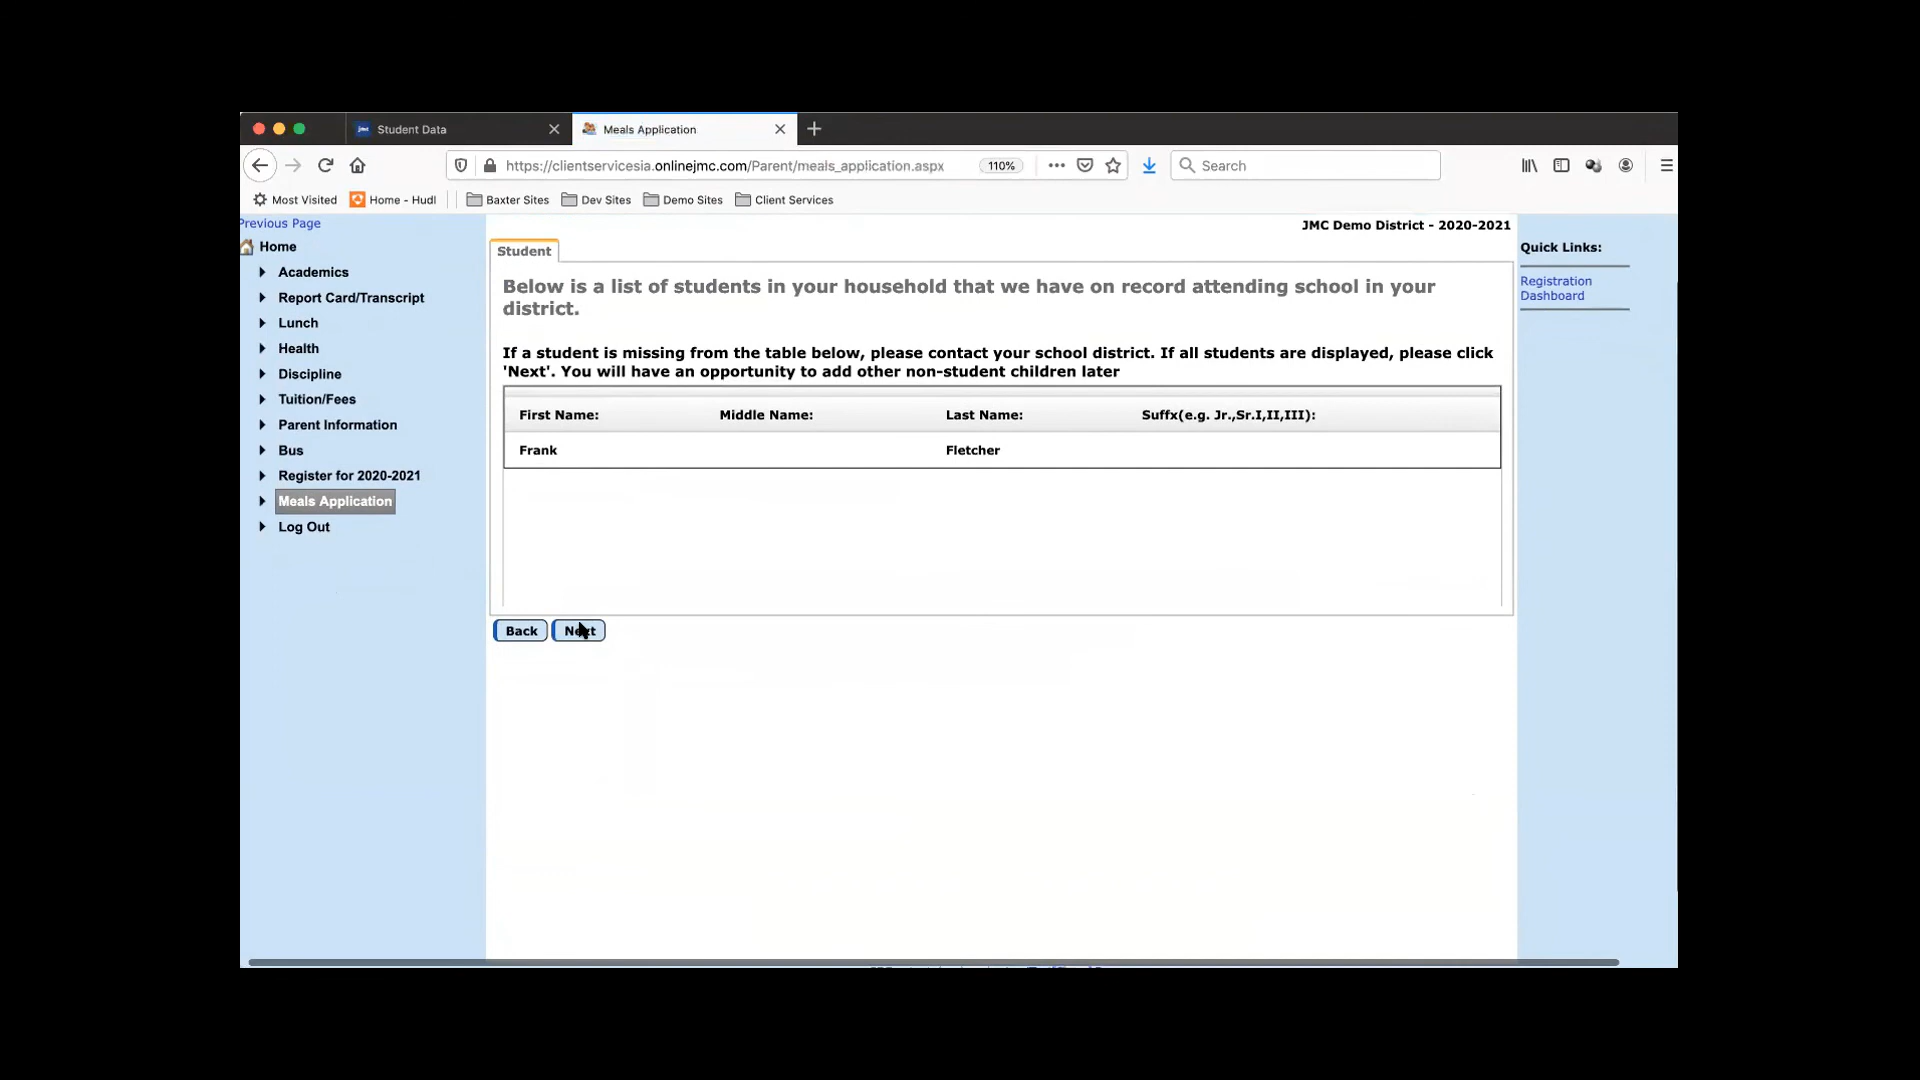 Student Data
Meals Application
https://clientservicesia.onlinejmc.com/Parent/meals_application.aspx
110%
Search
Most Visited
Home - Hudl
Baxter Sites
Dev Sites
Demo Sites
Client Services
Previous Page
Home
Academics
Report Card/Transcript
Lunch
Health
Discipline
Tuition/Fees
Parent Information
Bus
Register for 2020-2021
Meals Application
Log Out
JMC Demo District - 2020-2021
Student
Below is a list of students in your household that we have on record attending school in your
district.
If a student is missing from the table below, please contact your school district. If all students are displayed, please click
'Next'. You will have an opportunity to add other non-student children later
First Name: Middle Name: Last Name: Suffx(e.g. Jr.,Sr.I,II,III):
Frank Fletcher
Back Next
Quick Links:
Registration
Dashboard